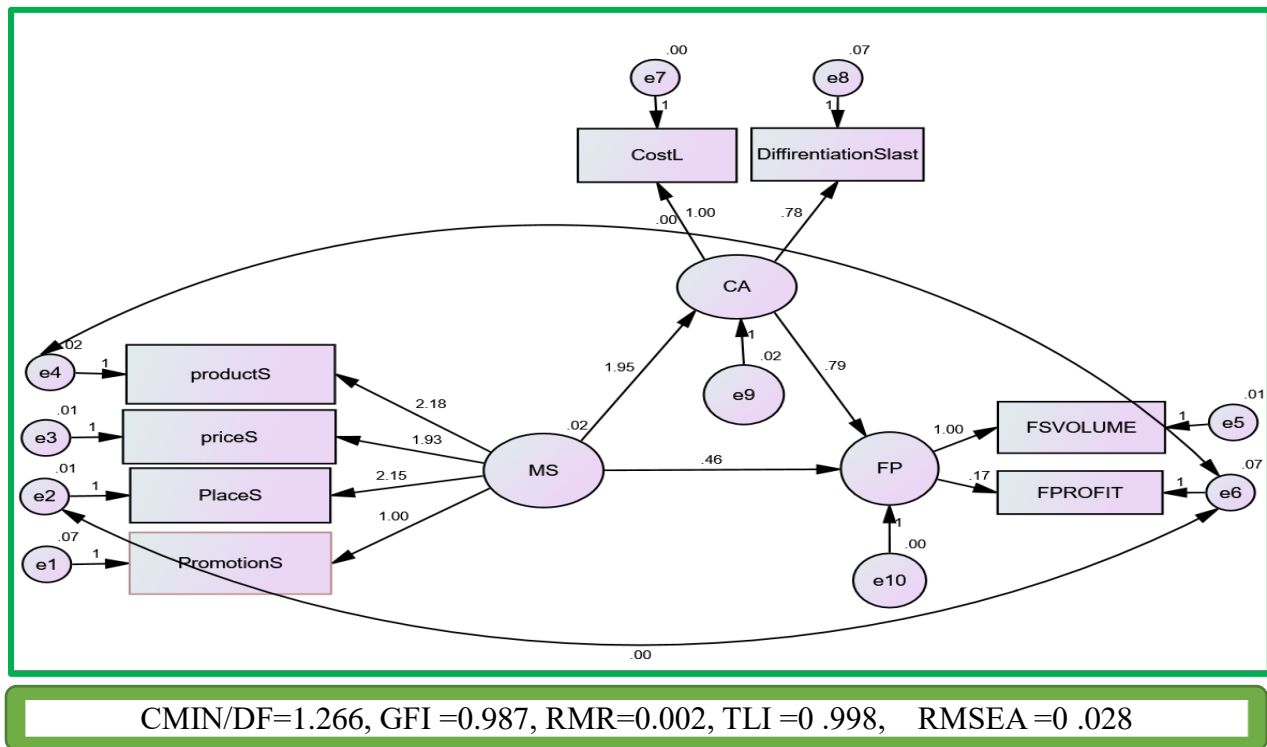 .00
.07
e7
e8
1
1
CostL
DiffirentiationSlast
.00
1.00
.78
CA
.02
1
e4
1
productS
1.95
.02
.79
e9
2.18
.01
e3
1
priceS
1.93
.02
1.00
FSVOLUME
1
.01
e5
.01
e2
1
PlaceS
2.15
MS
.46
FP
.17
FPROFIT
1
.07
e6
1.00
.07
e1
1
PromotionS
1
.00
e10
.00
CMIN/DF=1.266, GFI =0.987, RMR=0.002, TLI =0 .998, RMSEA =0 .028